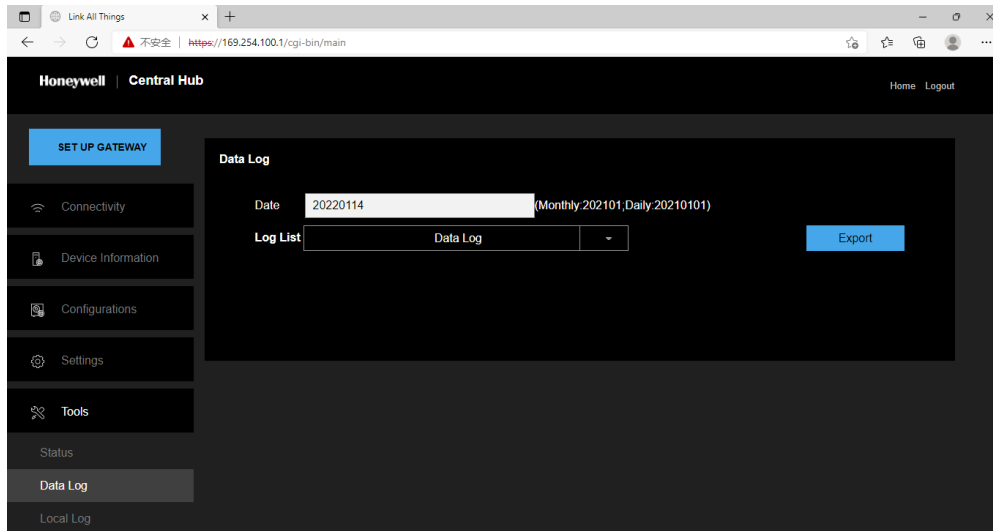 Link All Things
不安全 | https://169.254.100.1/cgi-bin/main
Honeywell | Central Hub
Home Logout
SET UP GATEWAY
Data Log
Date 20220114 (Monthly:202101;Daily:20210101)
Connectivity
Log List Data Log Export
Device Information
Configurations
Settings
Tools
Status
Data Log
Local Log